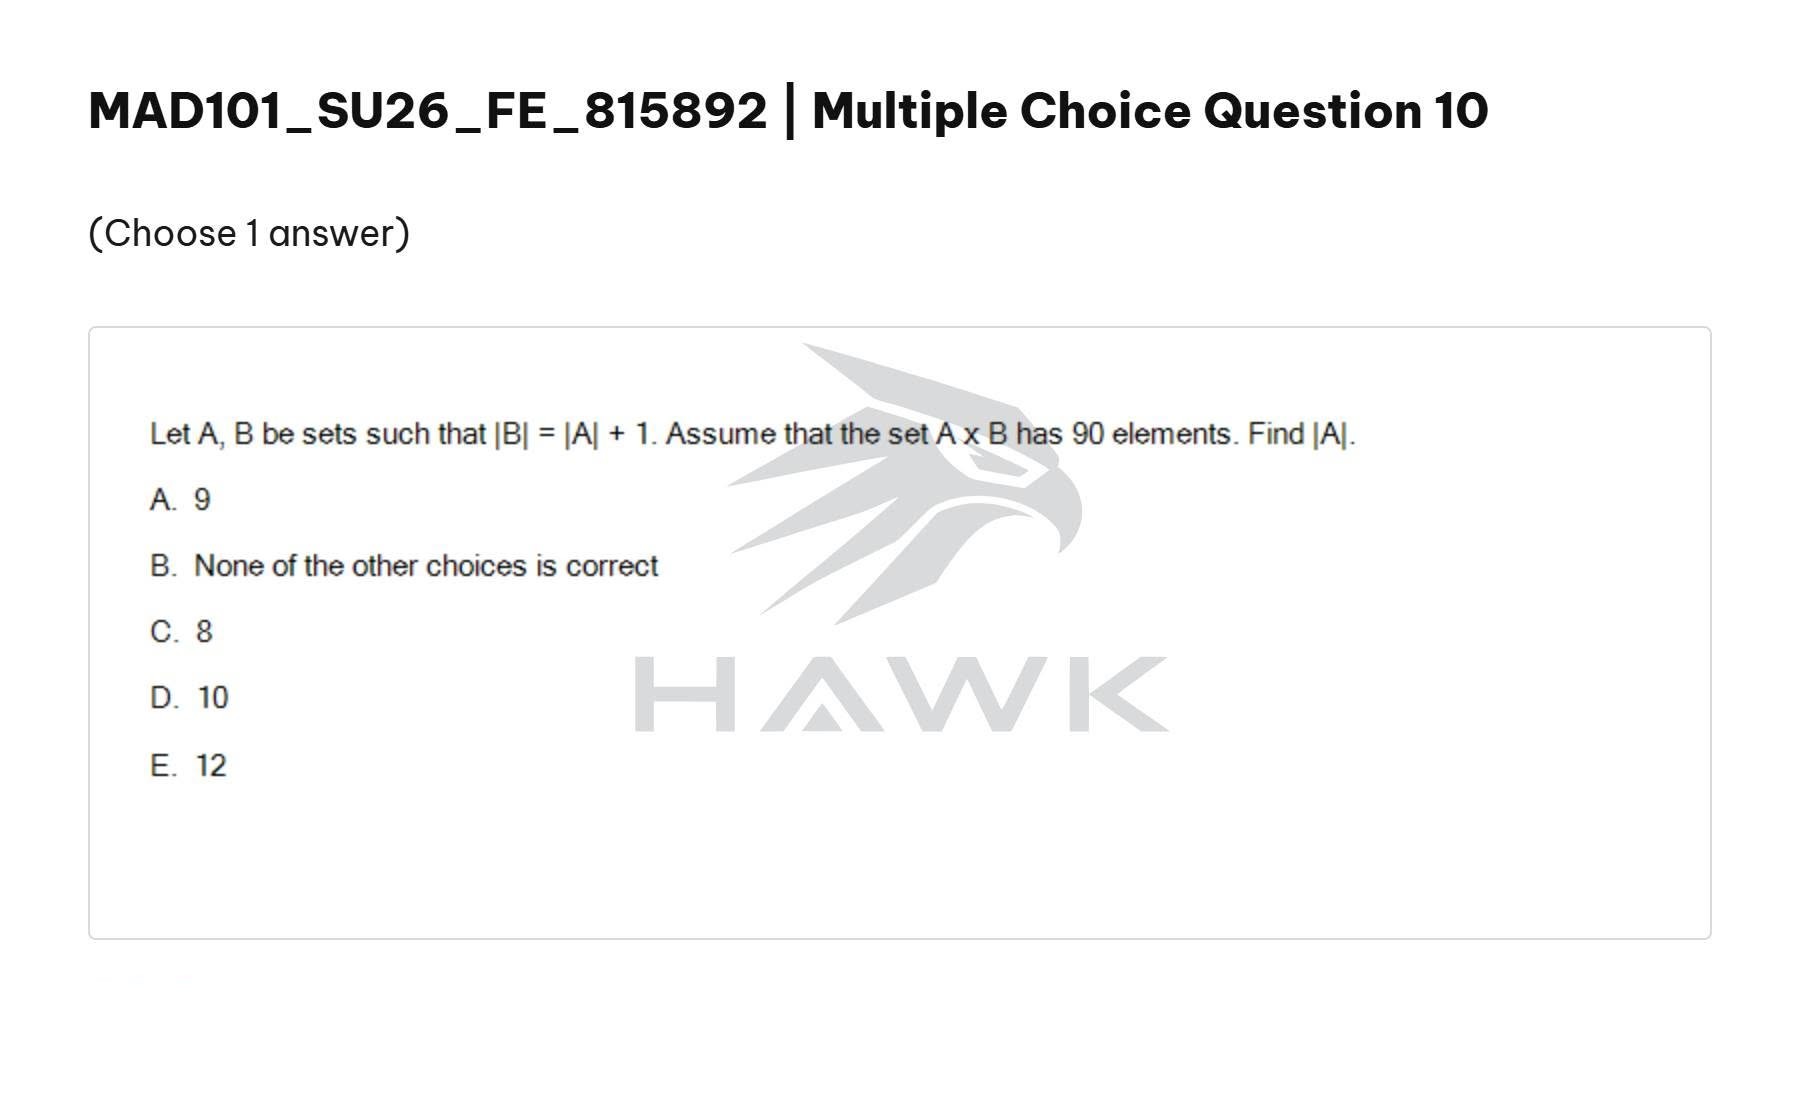 MAD101_SU26_FE_815892 | Multiple Choice Question 10
(Choose 1 answer)
Let A, B be sets such that |B| = |A| + 1. Assume that the set A x B has 90 elements. Find |A|.
A. 9
B. None of the other choices is correct
C. 8
D. 10
E. 12
HAWK